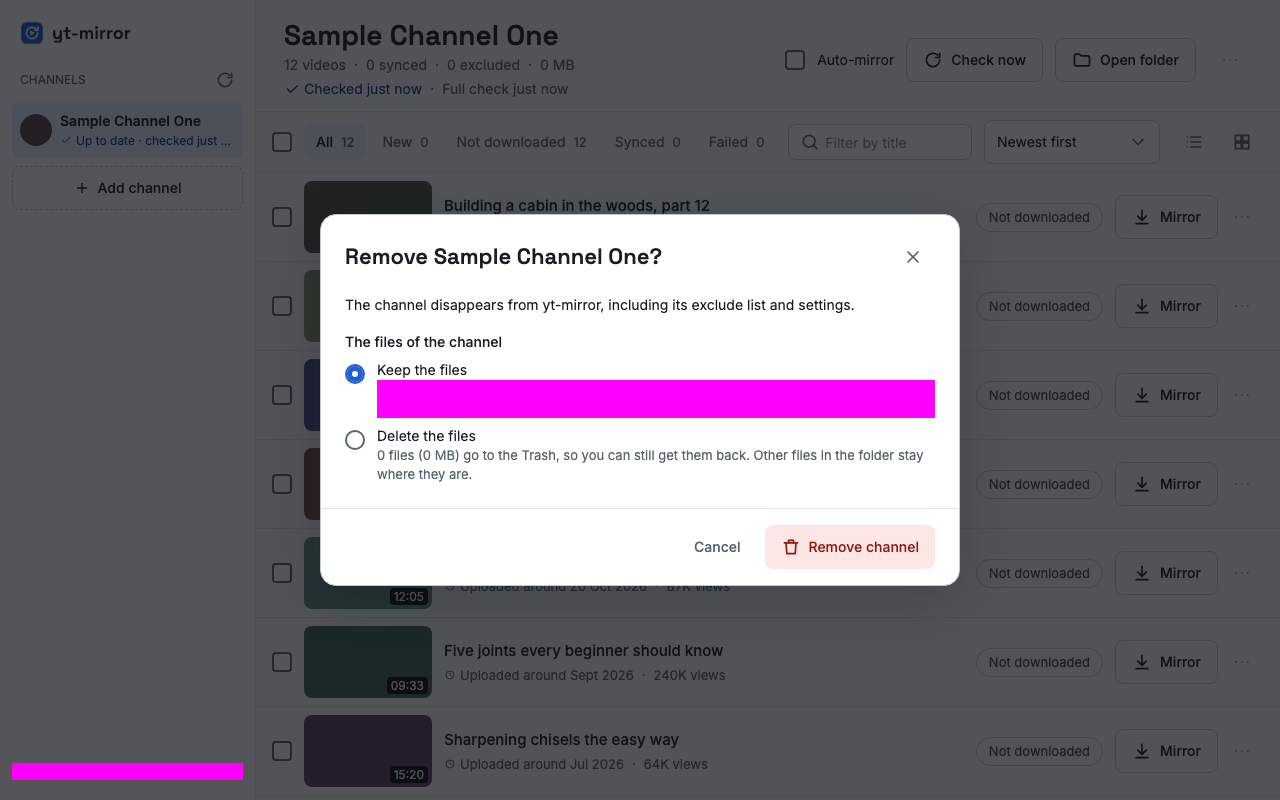 yt-mirror
CHANNELS
Sample Channel One
Up to date · checked just ...
Add channel
Sample Channel One
12 videos · 0 synced · 0 excluded · 0 MB
Checked just now · Full check just now
Auto-mirror
Check now
Open folder
All 12
New 0
Not downloaded 12
Synced 0
Failed 0
Filter by title
Newest first
Building a cabin in the woods, part 12
Not downloaded
Mirror
Remove Sample Channel One?
The channel disappears from yt-mirror, including its exclude list and settings.
The files of the channel
Keep the files
Delete the files
0 files (0 MB) go to the Trash, so you can still get them back. Other files in the folder stay
where they are.
Cancel
Remove channel
Not downloaded
Mirror
Not downloaded
Mirror
Not downloaded
Mirror
12:05
Uploaded around 20 Oct 2026 · 87K views
Not downloaded
Mirror
09:33
Five joints every beginner should know
Uploaded around Sept 2026 · 240K views
Not downloaded
Mirror
15:20
Sharpening chisels the easy way
Uploaded around Jul 2026 · 64K views
Not downloaded
Mirror